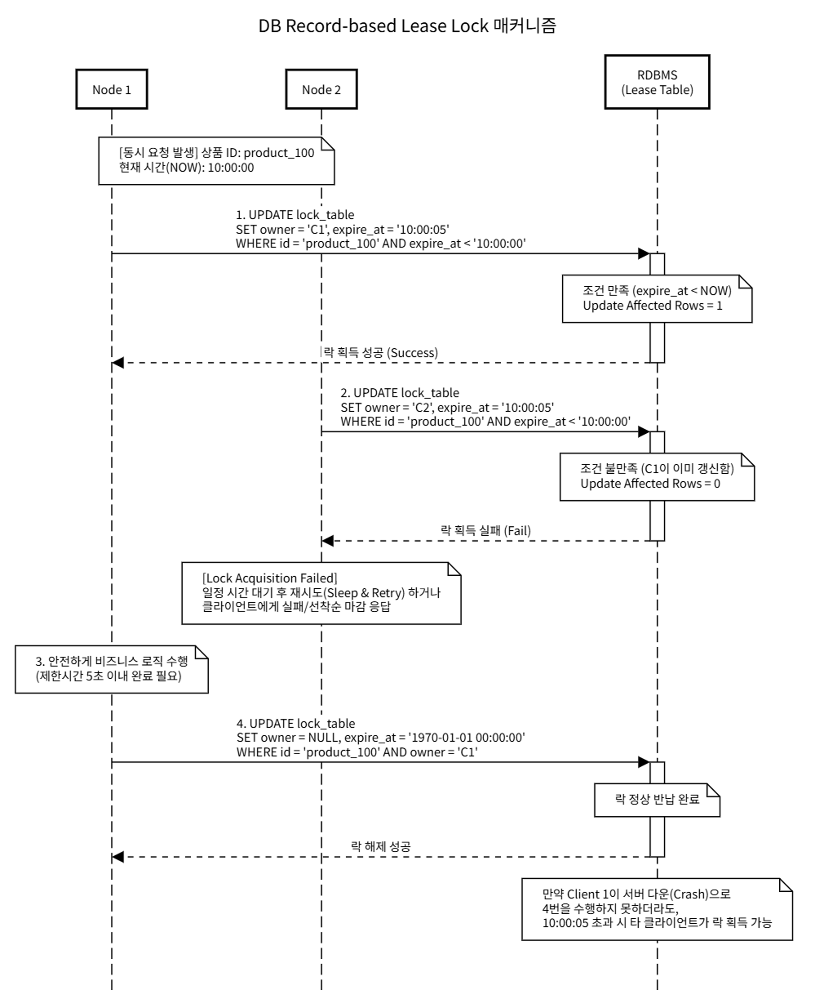 DB Record-based Lease Lock 매커니즘
Node 1
Node 2
RDBMS
(Lease Table)
[동시 요청 발생] 상품 ID: product_100
현재 시간(NOW): 10:00:00
1. UPDATE lock_table
SET owner = 'C1', expire_at = '10:00:05'
WHERE id = 'product_100' AND expire_at < '10:00:00'
조건 만족 (expire_at < NOW)
Update Affected Rows = 1
락 획득 성공 (Success)
2. UPDATE lock_table
SET owner = 'C2', expire_at = '10:00:05'
WHERE id = 'product_100' AND expire_at < '10:00:00'
조건 불만족 (C1이 이미 갱신함)
Update Affected Rows = 0
락 획득 실패 (Fail)
[Lock Acquisition Failed]
일정 시간 대기 후 재시도(Sleep & Retry) 하거나
클라이언트에게 실패/선착순 마감 응답
3. 안전하게 비즈니스 로직 수행
(제한시간 5초 이내 완료 필요)
4. UPDATE lock_table
SET owner = NULL, expire_at = '1970-01-01 00:00:00'
WHERE id = 'product_100' AND owner = 'C1'
락 정상 반납 완료
락 해제 성공
만약 Client 1이 서버 다운(Crash)으로
4번을 수행하지 못하더라도,
10:00:05 초과 시 타 클라이언트가 락 획득 가능